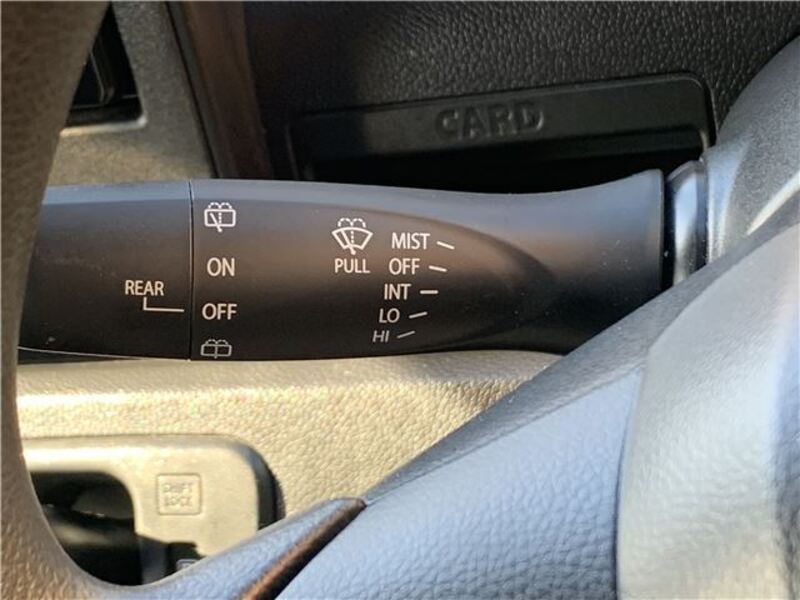 CARD
MIST
ON
PULL OFF
REAR
INT
OFF
LO
HI
SHIFT
LOCK